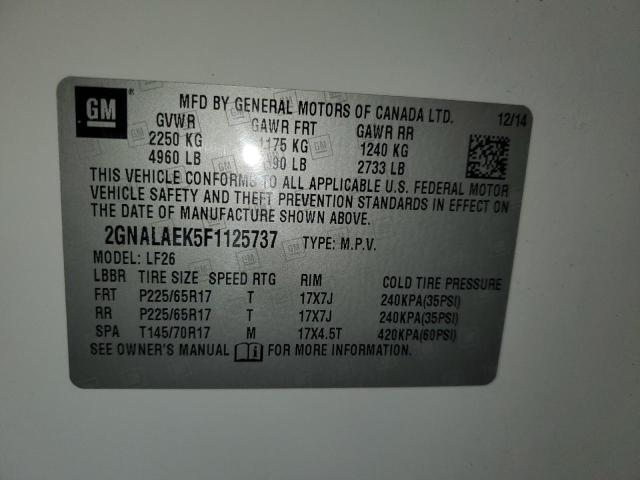 GM ®
MFD BY GENERAL MOTORS OF CANADA LTD. 12/14
GVWR GAWR FRT GAWR RR
2250 KG 1175 KG 1240 KG
4960 LB 90 LB 2733 LB
THIS VEHICLE CONFORMS TO ALL APPLICABLE U.S. FEDERAL MOTOR
VEHICLE SAFETY AND THEFT PREVENTION STANDARDS IN EFFECT ON
THE DATE OF MANUFACTURE SHOWN ABOVE.
2GNALAEK5F1125737 TYPE: M.P.V.
MODEL: LF26
LBBR TIRE SIZE SPEED RTG RIM COLD TIRE PRESSURE
FRT P225/65R17 T 17X7J 240KPA(35PSI)
RR P225/65R17 T 17X7J 240KPA(35PSI)
SPA T145/70R17 M 17X4.5T 420KPA(60PSI)
SEE OWNER'S MANUAL FOR MORE INFORMATION.